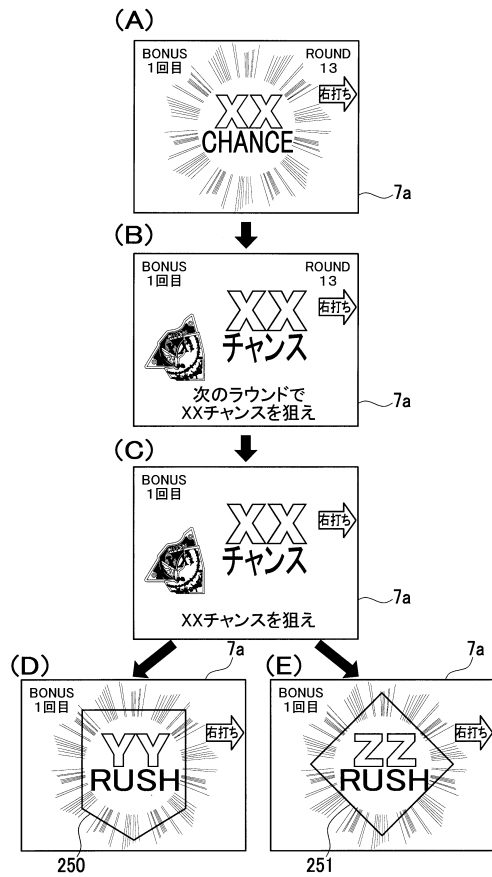 (A)
BONUS
1回目
ROUND
13
右打ち
XX
CHANCE
7a
(B)
BONUS
1回目
ROUND
13
右打ち
XX
チャンス
次のラウンドで
XXチャンスを狙え
7a
(C)
BONUS
1回目
右打ち
XX
チャンス
XXチャンスを狙え
7a
(D)
7a
BONUS
1回目
右打ち
YY
RUSH
250
(E)
7a
BONUS
1回目
右打ち
ZZ
RUSH
251